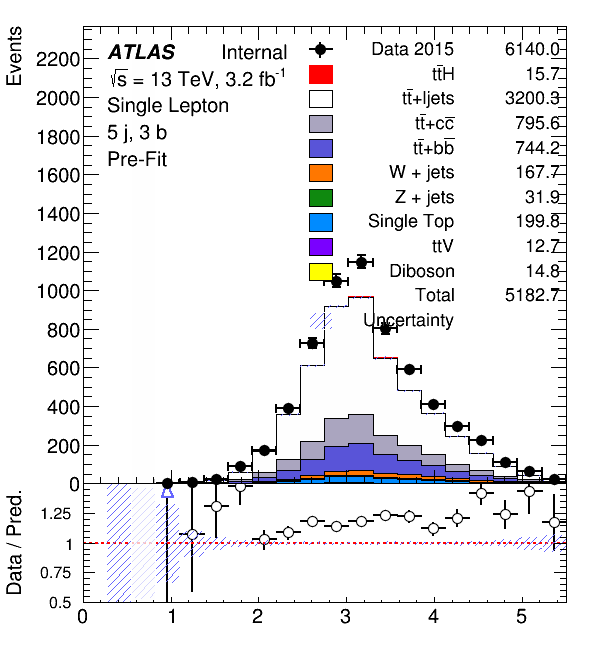 Events
ATLAS Internal
√s = 13 TeV, 3.2 fb⁻¹
Single Lepton
5 j, 3 b
Pre-Fit
Data 2015 6140.0
tt̄H 15.7
tt̄+ljets 3200.3
tt̄+cc̄ 795.6
tt̄+bb̄ 744.2
W + jets 167.7
Z + jets 31.9
Single Top 199.8
ttV 12.7
Diboson 14.8
Total 5182.7
Uncertainty
2200
2000
1800
1600
1400
1200
1000
800
600
400
200
0
Data / Pred.
1.25
1
0.75
0.5
0 1 2 3 4 5